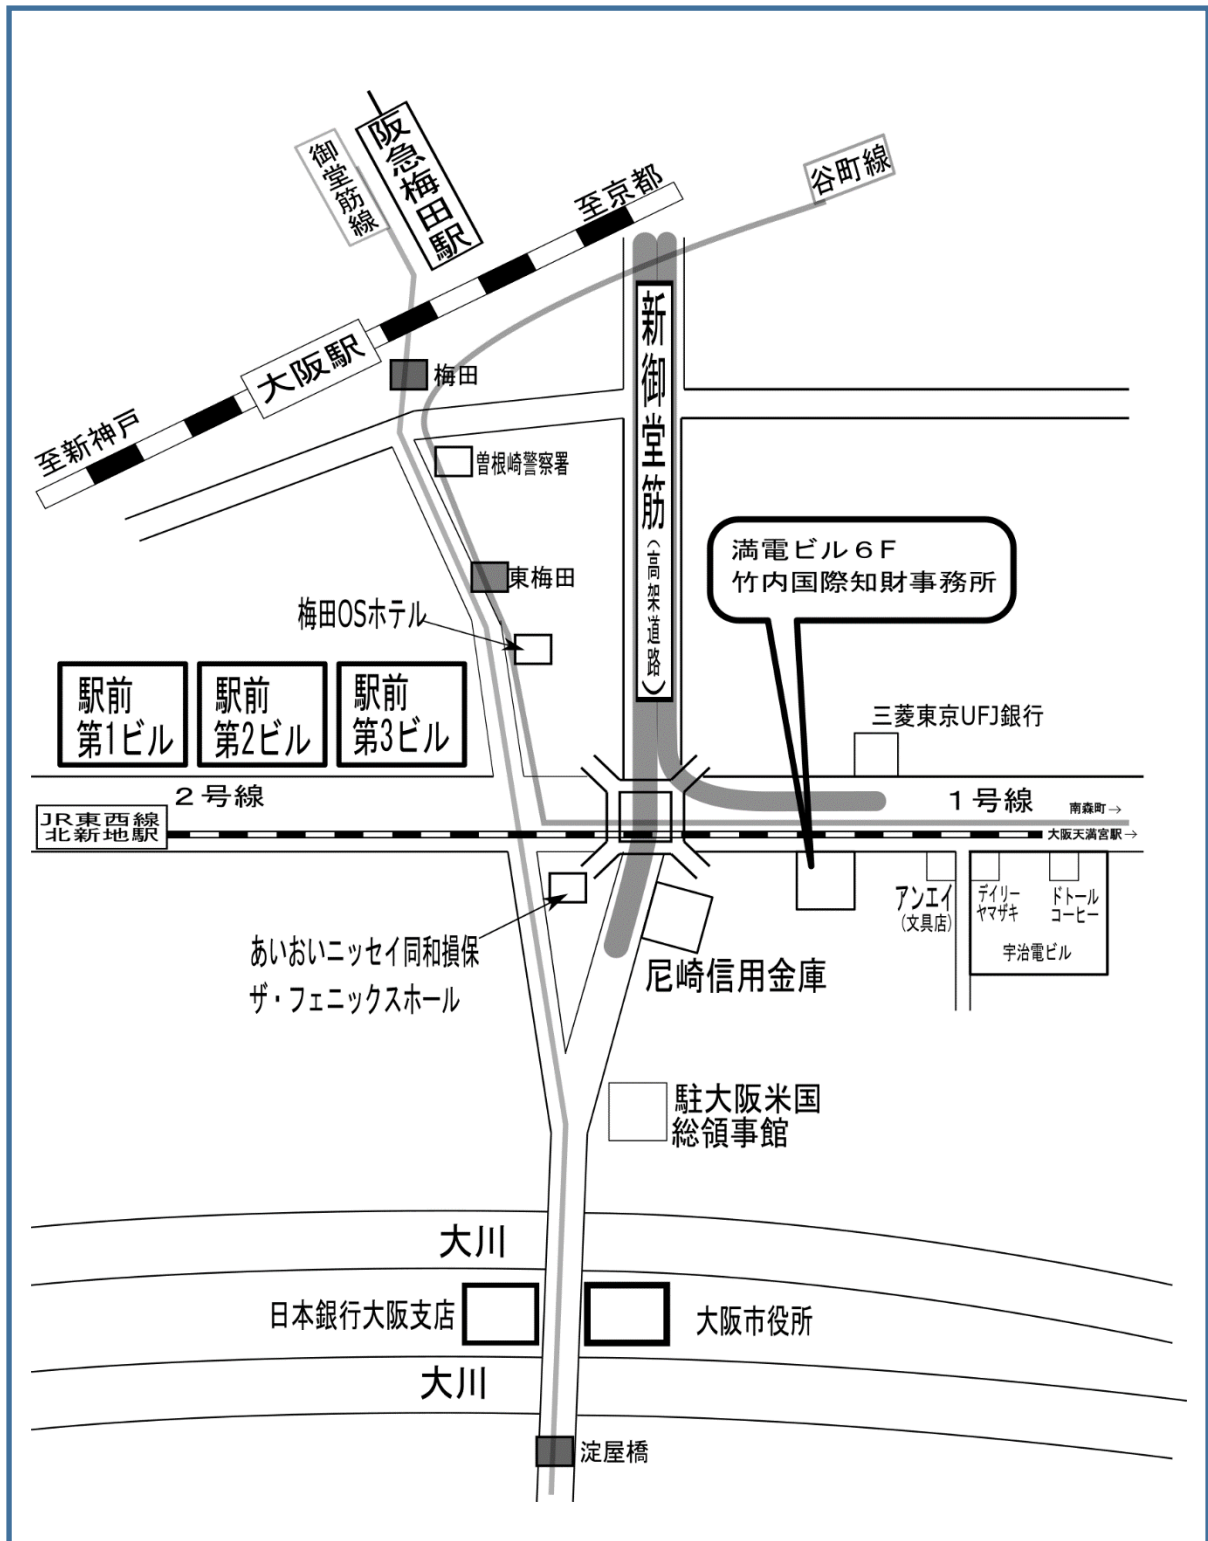 阪急梅田駅
御堂筋線
谷町線
至京都
大阪駅
至新神戸
梅田
新御堂筋(高架道路)
曽根崎警察署
満電ビル6F
竹内国際知財事務所
東梅田
梅田OSホテル
駅前
第1ビル
駅前
第2ビル
駅前
第3ビル
三菱東京UFJ銀行
2号線
1号線
南森町→
JR東西線
北新地駅
大阪天満宮駅→
アンエイ
(文具店)
デイリー
ヤマザキ
ドトール
コーヒー
宇治電ビル
あいおいニッセイ同和損保
ザ・フェニックスホール
尼崎信用金庫
駐大阪米国
総領事館
大川
日本銀行大阪支店
大阪市役所
大川
淀屋橋